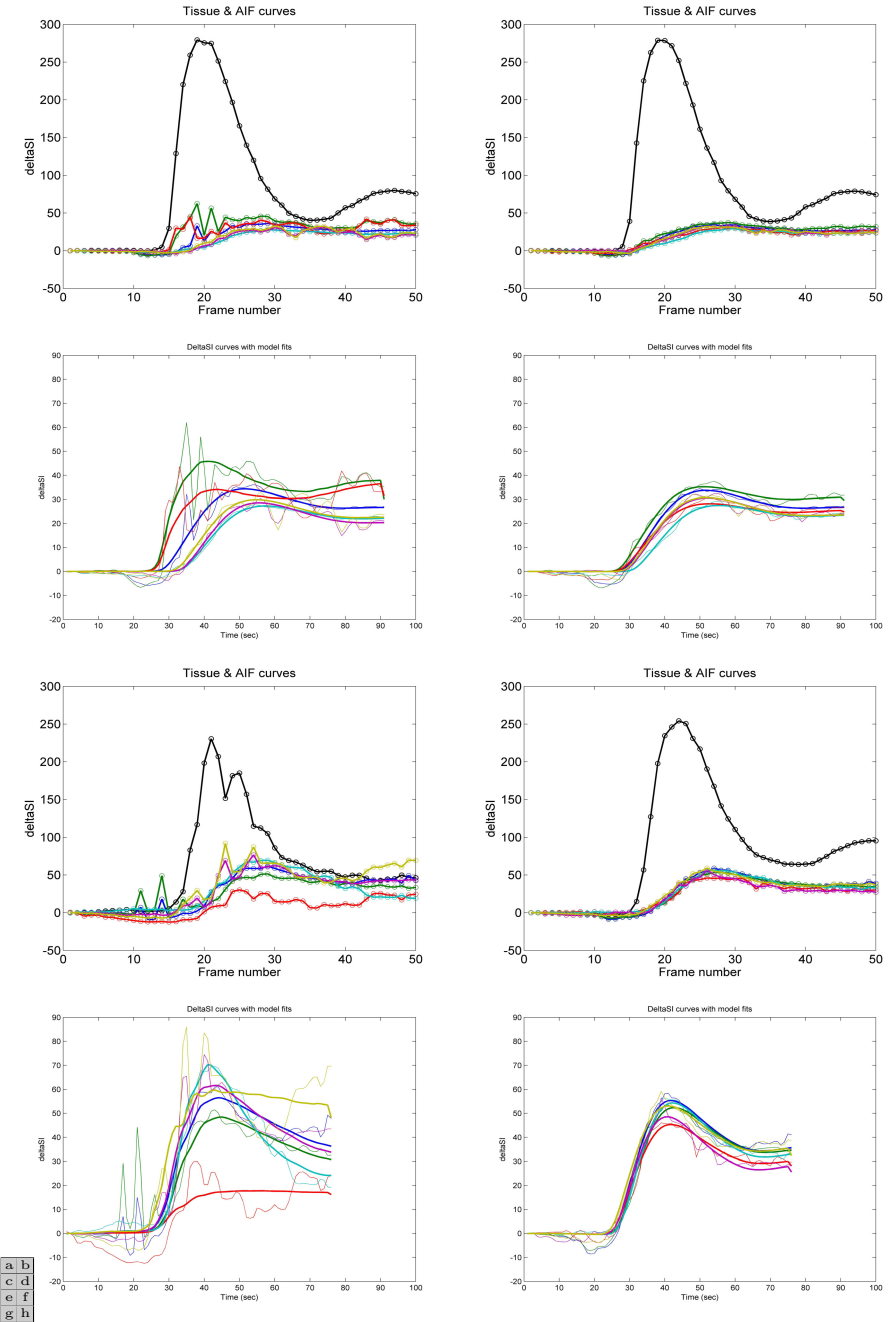 Tissue & AIF curves
300
250
200
150
100
50
0
-50
deltaSI
0 10 20 30 40 50
Frame number
Tissue & AIF curves
300
250
200
150
100
50
0
-50
deltaSI
0 10 20 30 40 50
Frame number
DeltaSI curves with model fits
90
80
70
60
50
40
30
20
10
0
-10
-20
deltaSI
0 10 20 30 40 50 60 70 80 90 100
Time (sec)
DeltaSI curves with model fits
90
80
70
60
50
40
30
20
10
0
-10
-20
deltaSI
0 10 20 30 40 50 60 70 80 90 100
Time (sec)
Tissue & AIF curves
300
250
200
150
100
50
0
-50
deltaSI
0 10 20 30 40 50
Frame number
Tissue & AIF curves
300
250
200
150
100
50
0
-50
deltaSI
0 10 20 30 40 50
Frame number
DeltaSI curves with model fits
90
80
70
60
50
40
30
20
10
0
-10
-20
deltaSI
0 10 20 30 40 50 60 70 80 90 100
Time (sec)
DeltaSI curves with model fits
90
80
70
60
50
40
30
20
10
0
-10
-20
deltaSI
0 10 20 30 40 50 60 70 80 90 100
Time (sec)
a b
c d
e f
g h